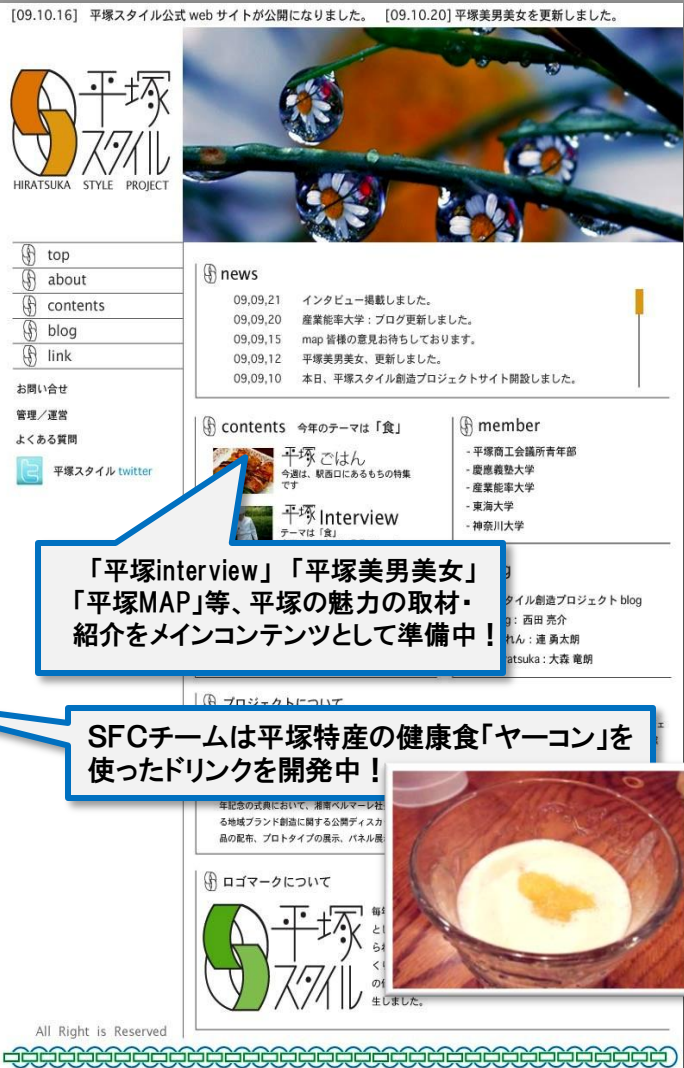 [09.10.16] 平塚スタイル公式 web サイトが公開になりました。 [09.10.20] 平塚美男美女を更新しました。
平塚
スタイル
HIRATSUKA STYLE PROJECT
top
about
contents
blog
link
お問い合せ
管理／運営
よくある質問
平塚スタイル twitter
news
09,09,21 インタビュー掲載しました。
09,09,20 産業能率大学：ブログ更新しました。
09,09,15 map 皆様の意見お待ちしております。
09,09,12 平塚美男美女、更新しました。
09,09,10 本日、平塚スタイル創造プロジェクトサイト開設しました。
contents 今年のテーマは「食」
平塚ごはん
今週は、駅西口にあるもちの特集
です
平塚 Interview
テーマは「食」
member
- 平塚商工会議所青年部
- 慶應義塾大学
- 産業能率大学
- 東海大学
- 神奈川大学
「平塚interview」「平塚美男美女」
「平塚MAP」等、平塚の魅力の取材・
紹介をメインコンテンツとして準備中！
タイル創造プロジェクト blog
：西田 亮介
れん：連 勇太朗
atsuka：大森 竜朗
プロジェクトについて
SFCチームは平塚特産の健康食「ヤーコン」を
使ったドリンクを開発中！
年記念の式典において、湘南ベルマーレ社
る地域ブランド創造に関する公開ディスカ
品の配布、プロトタイプの展示、パネル展
ロゴマークについて
平塚
スタイル
毎
と
ら
く
の
生しました。
All Right is Reserved